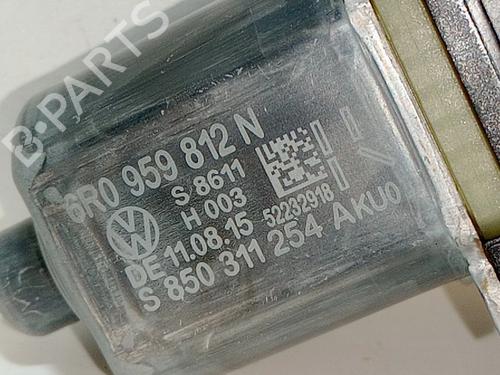 B-PARTS
6R0 959 812 N
S 8611
H 003
DE 11.08.15 52232918
S 850 311 254 AKU0